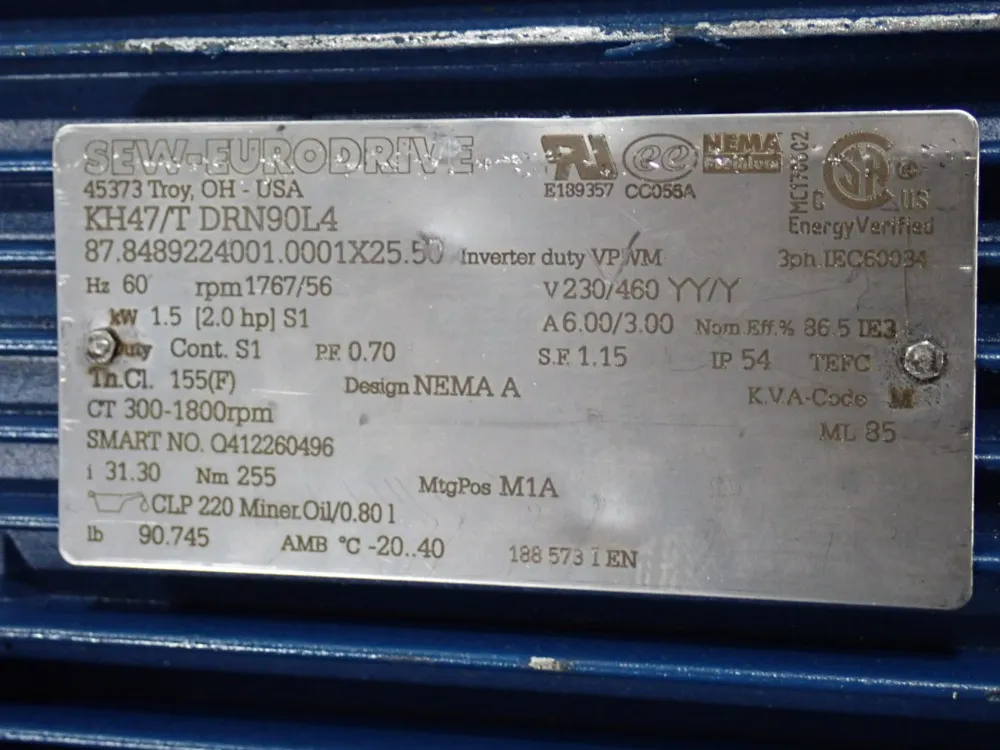 SEW-EURODRIVE
NEMA Premium
45373 Troy, OH - USA
E189357 CC056A
MC170602
C US
KH47/T DRN90L4
EnergyVerified
87.8489224001.0001X25.50 Inverter duty VPWM 3ph.IEC60034
Hz 60 rpm 1767/56 V 230/460 YY/Y
kW 1.5 [2.0 hp] S1 A 6.00/3.00 Nom.Eff.% 86.5 IE3
Duty Cont. S1 P.F. 0.70 S.F. 1.15 IP 54 TEFC
Th.Cl. 155(F) Design NEMA A K.V.A-Code M
CT 300-1800rpm ML 85
SMART NO. Q412260496
i 31.30 Nm 255 MtgPos M1A
CLP 220 Miner.Oil/0.80 l
lb 90.745 AMB °C -20..40 188 573 1 EN